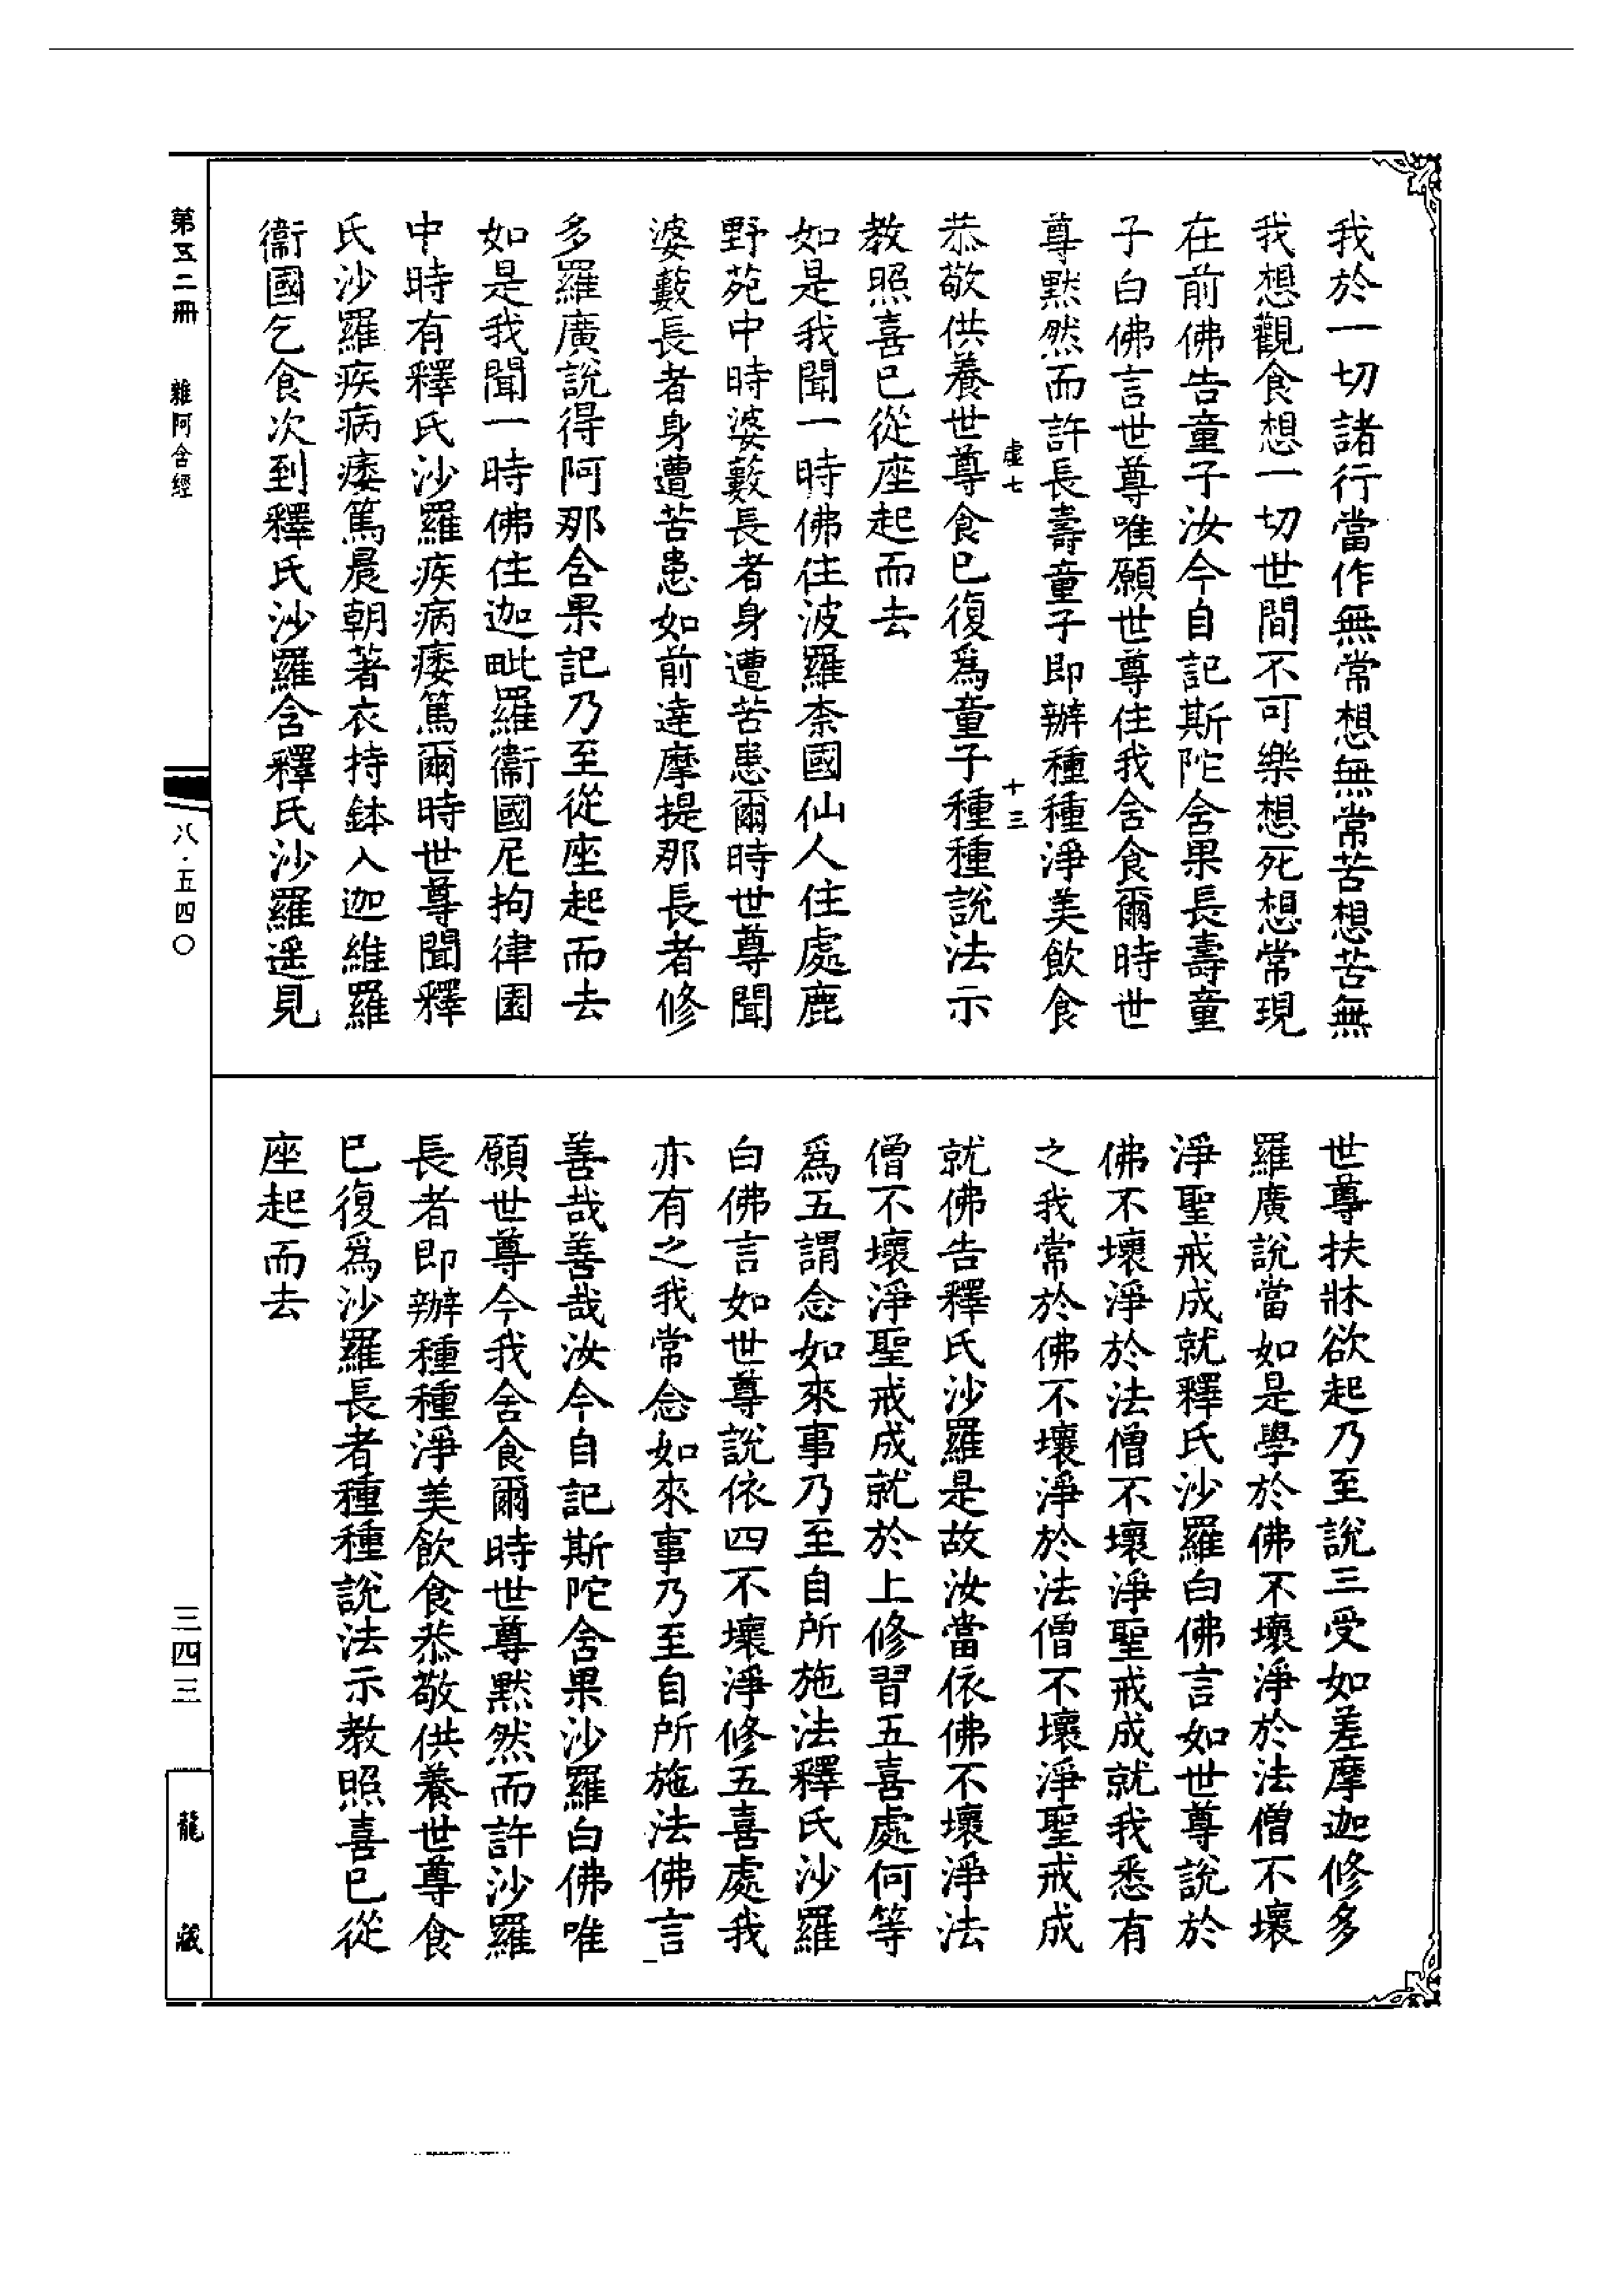 我於一切諸行當作無常想無常苦想苦無
我想觀食想一切世間不可樂想死想常現
在前佛告童子汝今自記斯陀含果長壽童
子白佛言世尊唯願世尊住我舍食爾時世
尊默然而許長壽童子即辦種種淨美飲食
虛七
十三
恭敬供養世尊食已復爲童子種種說法示
教照喜已從座起而去
如是我聞一時佛住波羅柰國仙人住處鹿
野苑中時婆藪長者身遭苦患爾時世尊聞
婆藪長者身遭苦患如前達摩提那長者修
多羅廣說得阿那含果記乃至從座起而去
如是我聞一時佛住迦毗羅衞國尼拘律園
中時有釋氏沙羅疾病痿篤爾時世尊聞釋
氏沙羅疾病痿篤晨朝著衣持鉢入迦維羅
衞國乞食次到釋氏沙羅舍釋氏沙羅遥見
世尊扶牀欲起乃至說三受如差摩迦修多
羅廣說當如是學於佛不壞淨於法僧不壞
淨聖戒成就釋氏沙羅白佛言如世尊說於
佛不壞淨於法僧不壞淨聖戒成就我悉有
之我常於佛不壞淨於法僧不壞淨聖戒成
就佛告釋氏沙羅是故汝當依佛不壞淨法
僧不壞淨聖戒成就於上修習五喜處何等
爲五謂念如來事乃至自所施法釋氏沙羅
白佛言如世尊說依四不壞淨修五喜處我
亦有之我常念如來事乃至自所施法佛言
善哉善哉汝今自記斯陀含果沙羅白佛唯
願世尊今我舍食爾時世尊默然而許沙羅
長者即辦種種淨美飲食恭敬供養世尊食
已復爲沙羅長者種種說法示教照喜已從
座起而去
第五二冊 雜阿含經
八·五四〇
三四三
龍藏